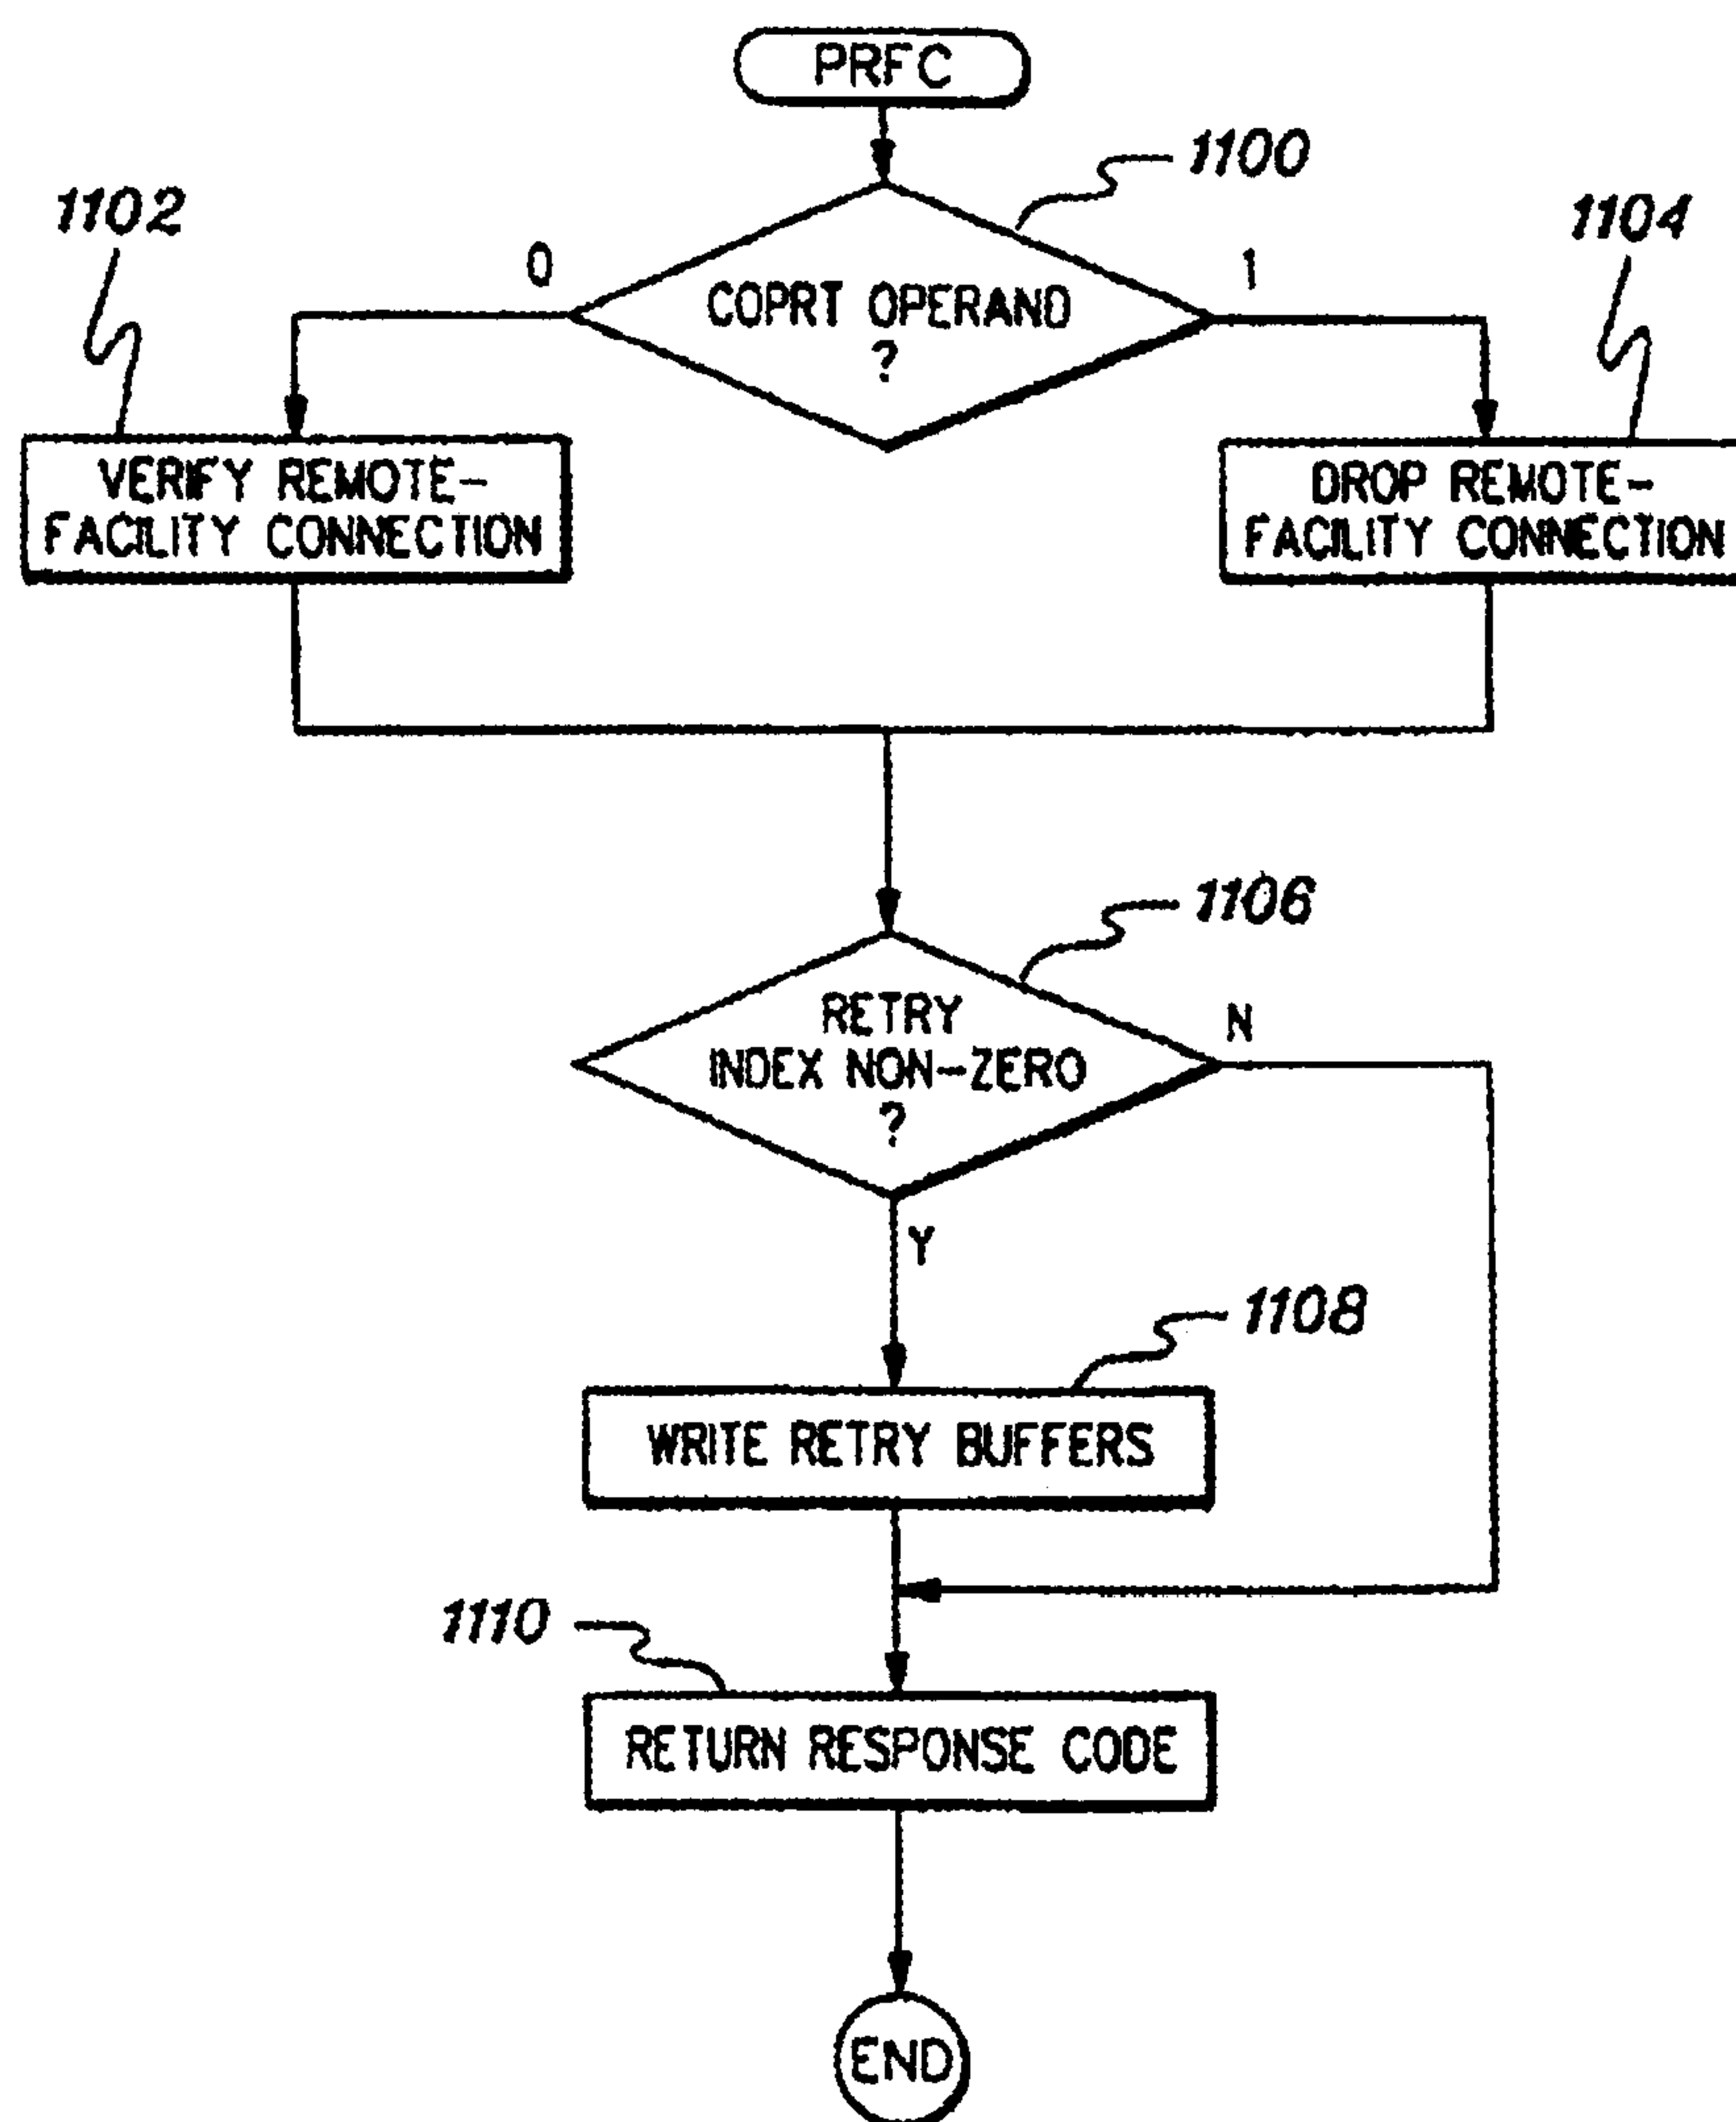 PRFC
1100
1102
1104
0
1
COPRT OPERAND
?
VERIFY REMOTE-
FACILITY CONNECTION
DROP REMOTE-
FACILITY CONNECTION
1106
RETRY
INDEX NON-ZERO
?
N
Y
1108
WRITE RETRY BUFFERS
1110
RETURN RESPONSE CODE
END